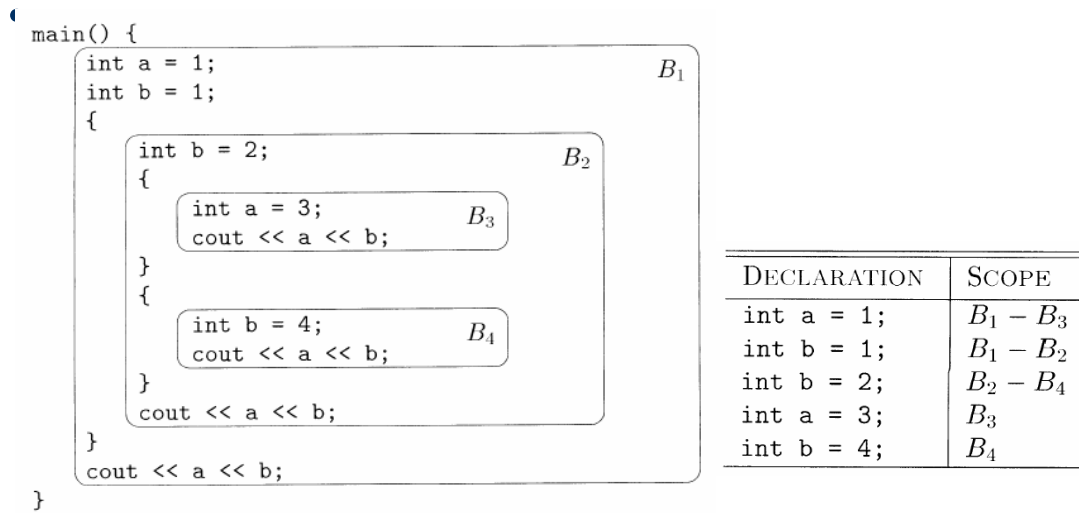 main() {
int a = 1;
int b = 1;
B₁
{
int b = 2;
B₂
{
int a = 3;
cout << a << b;
B₃
}
{
int b = 4;
cout << a << b;
B₄
}
cout << a << b;
}
cout << a << b;
}
DECLARATION SCOPE
int a = 1; B₁ − B₃
int b = 1; B₁ − B₂
int b = 2; B₂ − B₄
int a = 3; B₃
int b = 4; B₄